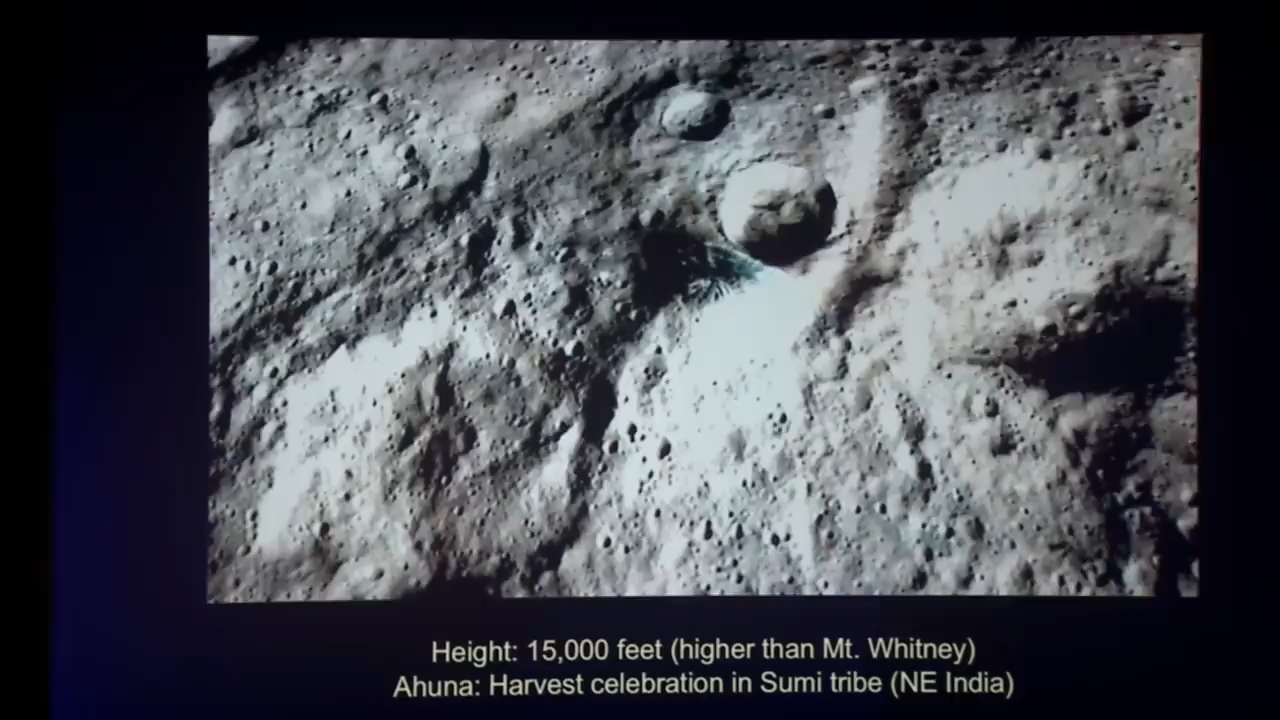 Height: 15,000 feet (higher than Mt. Whitney)
Ahuna: Harvest celebration in Sumi tribe (NE India)